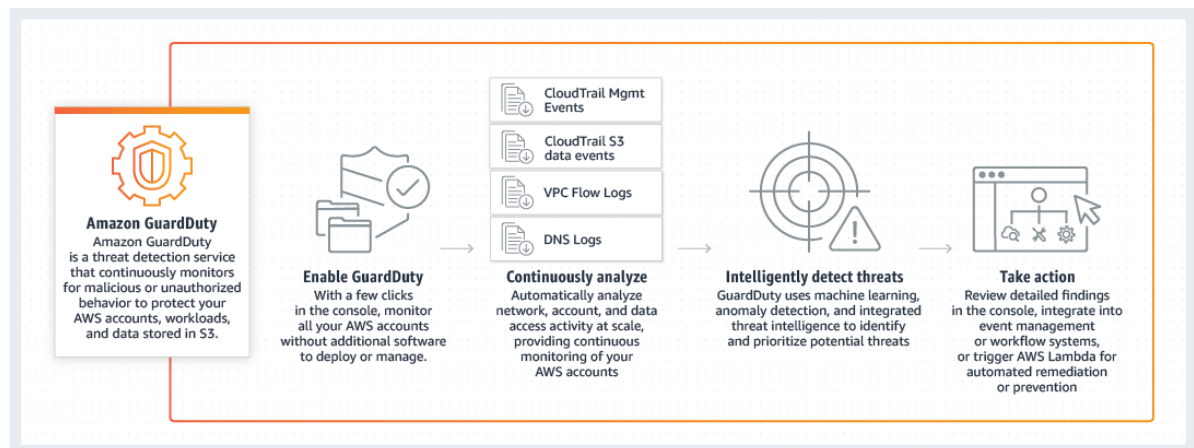 Amazon GuardDuty
Amazon GuardDuty
is a threat detection service
that continuously monitors
for malicious or unauthorized
behavior to protect your
AWS accounts, workloads,
and data stored in S3.
Enable GuardDuty
With a few clicks
in the console, monitor
all your AWS accounts
without additional software
to deploy or manage.
CloudTrail Mgmt
Events
CloudTrail S3
data events
VPC Flow Logs
DNS Logs
Continuously analyze
Automatically analyze
network, account, and data
access activity at scale,
providing continuous
monitoring of your
AWS accounts
Intelligently detect threats
GuardDuty uses machine learning,
anomaly detection, and integrated
threat intelligence to identify
and prioritize potential threats
Take action
Review detailed findings
in the console, integrate into
event management
or workflow systems,
or trigger AWS Lambda for
automated remediation
or prevention